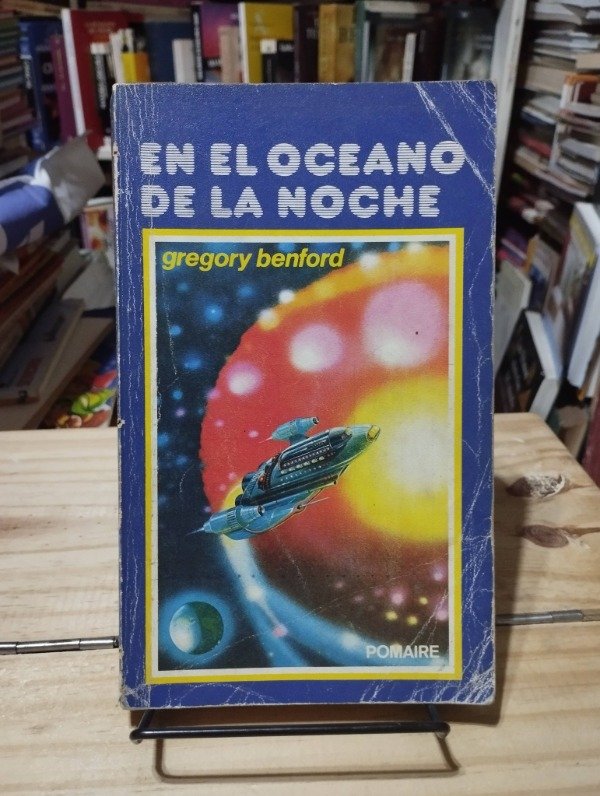 EN EL OCEANO
DE LA NOCHE
gregory benford
POMAIRE